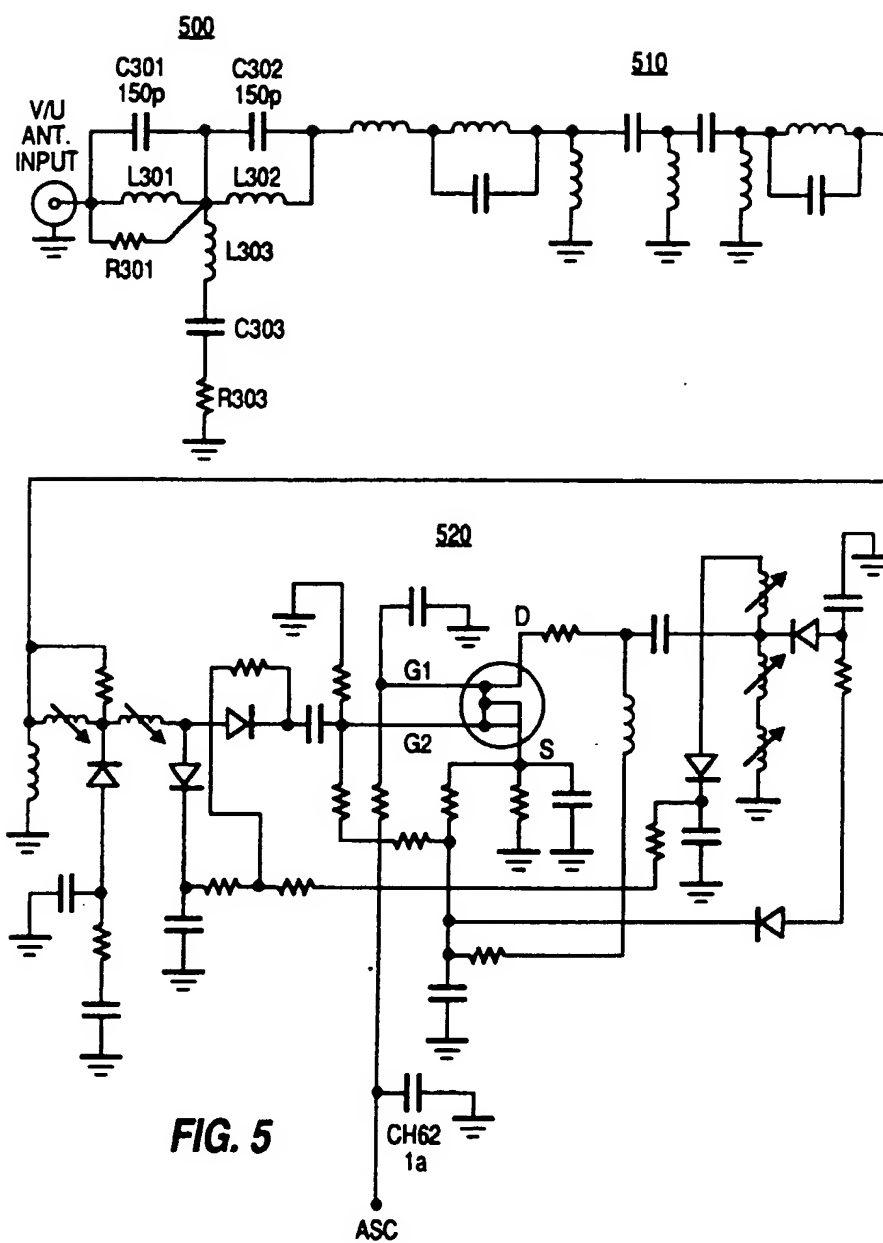 500
C301
150p
C302
150p
510
V/U
ANT.
INPUT
L301
L302
R301
L303
C303
R303
520
D
G1
G2
S
FIG. 5
CH62
1a
ASC